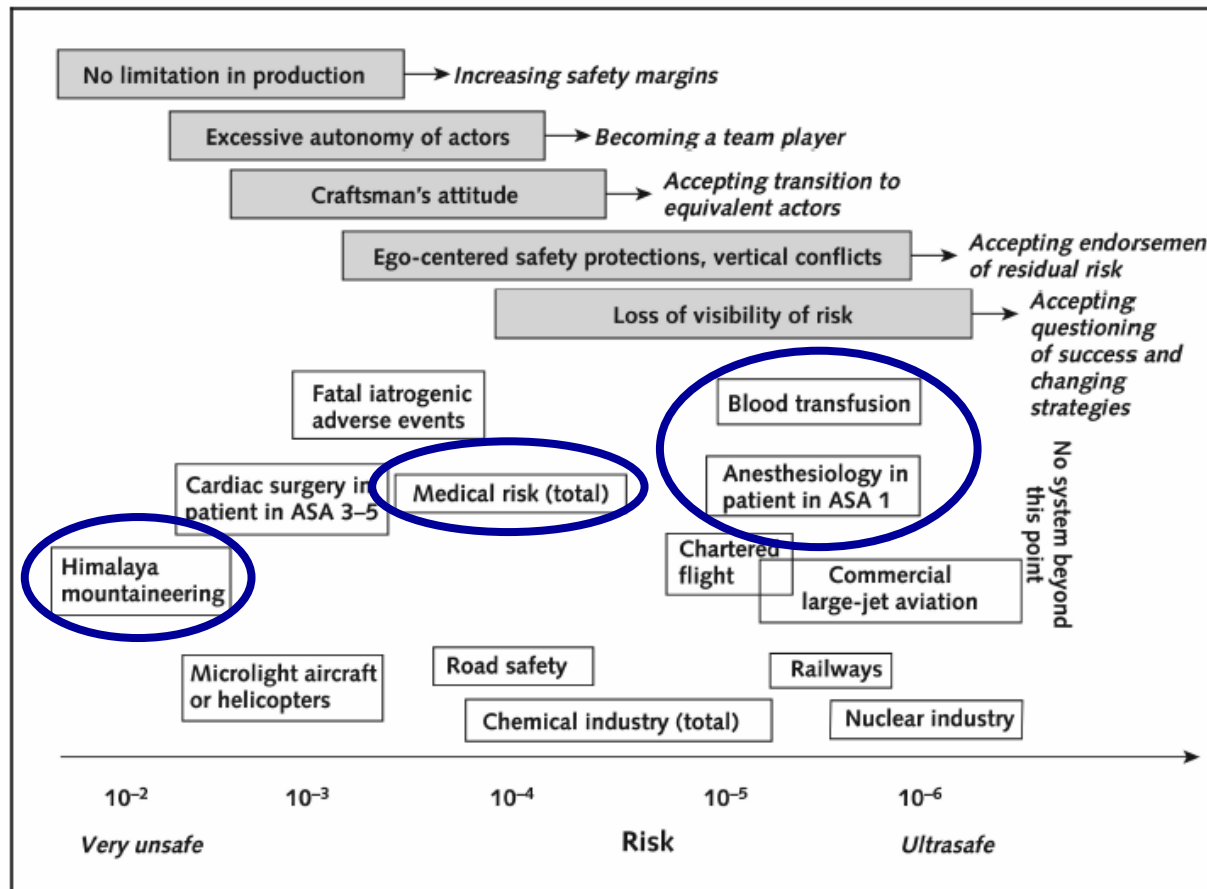 No limitation in production
Increasing safety margins
Excessive autonomy of actors
Becoming a team player
Craftsman's attitude
Accepting transition to
equivalent actors
Ego-centered safety protections, vertical conflicts
Accepting endorsemen
of residual risk
Loss of visibility of risk
Accepting
questioning
of success and
changing
strategies
Fatal iatrogenic
adverse events
Blood transfusion
Cardiac surgery in
patient in ASA 3–5
Medical risk (total)
Anesthesiology in
patient in ASA 1
No system beyond
this point
Himalaya
mountaineering
Chartered
flight
Commercial
large-jet aviation
Microlight aircraft
or helicopters
Road safety
Railways
Chemical industry (total)
Nuclear industry
10⁻² 10⁻³ 10⁻⁴ 10⁻⁵ 10⁻⁶
Very unsafe Risk Ultrasafe